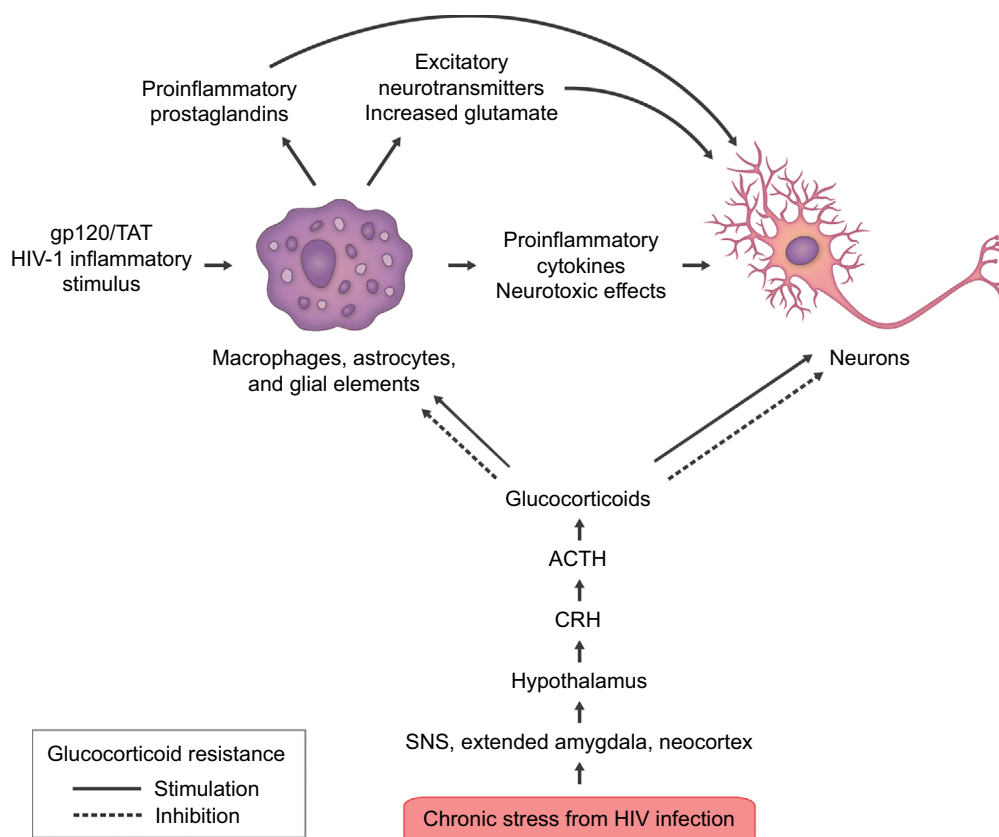 Proinflammatory
prostaglandins
Excitatory
neurotransmitters
Increased glutamate
gp120/TAT
HIV-1 inflammatory
stimulus
Proinflammatory
cytokines
Neurotoxic effects
Macrophages, astrocytes,
and glial elements
Neurons
Glucocorticoids
ACTH
CRH
Hypothalamus
SNS, extended amygdala, neocortex
Chronic stress from HIV infection
Glucocorticoid resistance
Stimulation
Inhibition